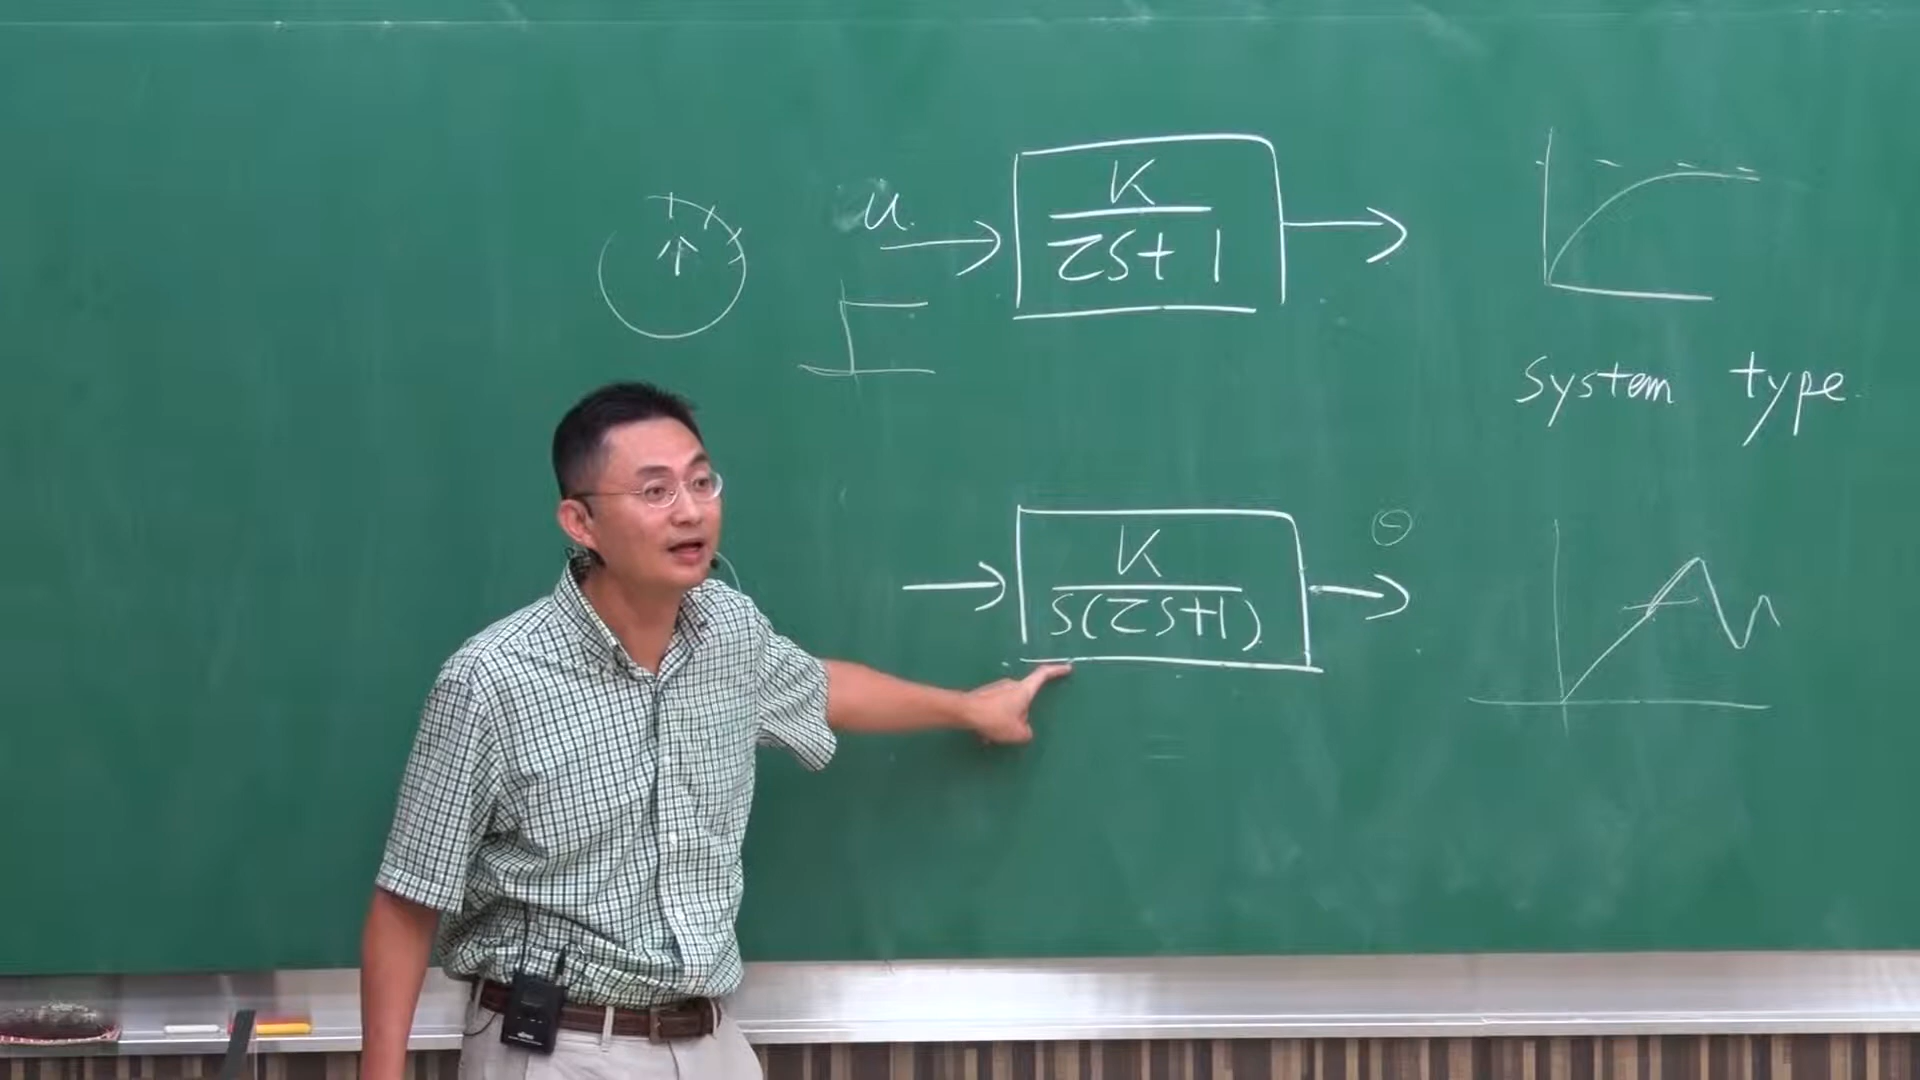 u
K
τs+1
system type
K
s(τs+1)
θ